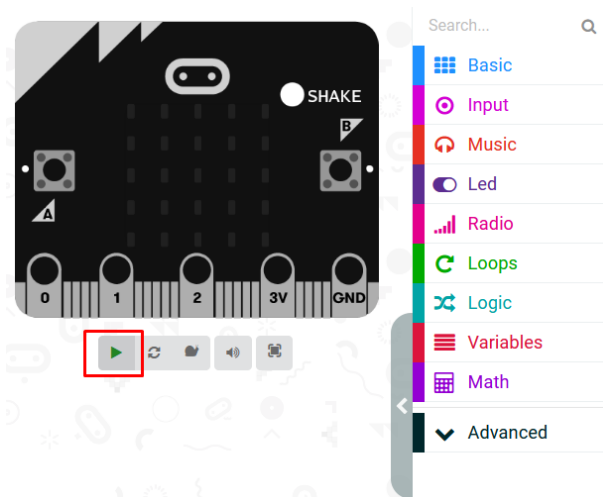 Search...
SHAKE
B
A
0 1 2 3V GND
Basic
Input
Music
Led
Radio
Loops
Logic
Variables
Math
Advanced